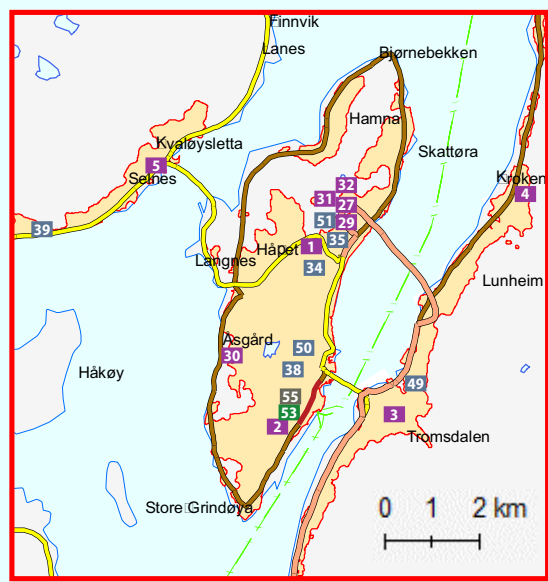 Finnvik
Lanes
Bjørnebekken
Hamna
Kvaløysletta
Skattøra
5
Selnes
32
Kroken
31
27
4
51
29
39
35
Håpet
1
Langnes
34
Lunheim
Åsgård
50
30
38
Håkøy
49
55
53
3
2
Tromsdalen
Store Grindøya
0 1 2 km